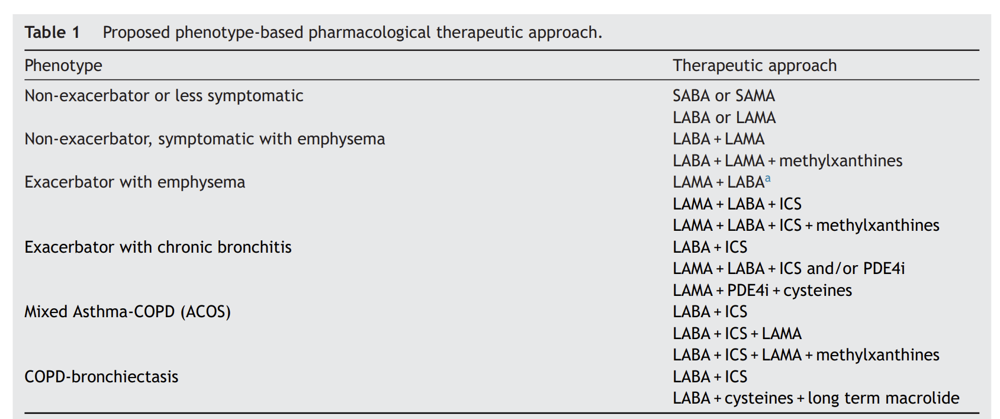 Table 1 Proposed phenotype-based pharmacological therapeutic approach.
Phenotype Therapeutic approach
Non-exacerbator or less symptomatic SABA or SAMA
LABA or LAMA
Non-exacerbator, symptomatic with emphysema LABA + LAMA
LABA + LAMA + methylxanthines
Exacerbator with emphysema LAMA + LABAa
LAMA + LABA + ICS
LAMA + LABA + ICS + methylxanthines
Exacerbator with chronic bronchitis LABA + ICS
LAMA + LABA + ICS and/or PDE4i
LAMA + PDE4i + cysteines
Mixed Asthma-COPD (ACOS) LABA + ICS
LABA + ICS + LAMA
LABA + ICS + LAMA + methylxanthines
COPD-bronchiectasis LABA + ICS
LABA + cysteines + long term macrolide